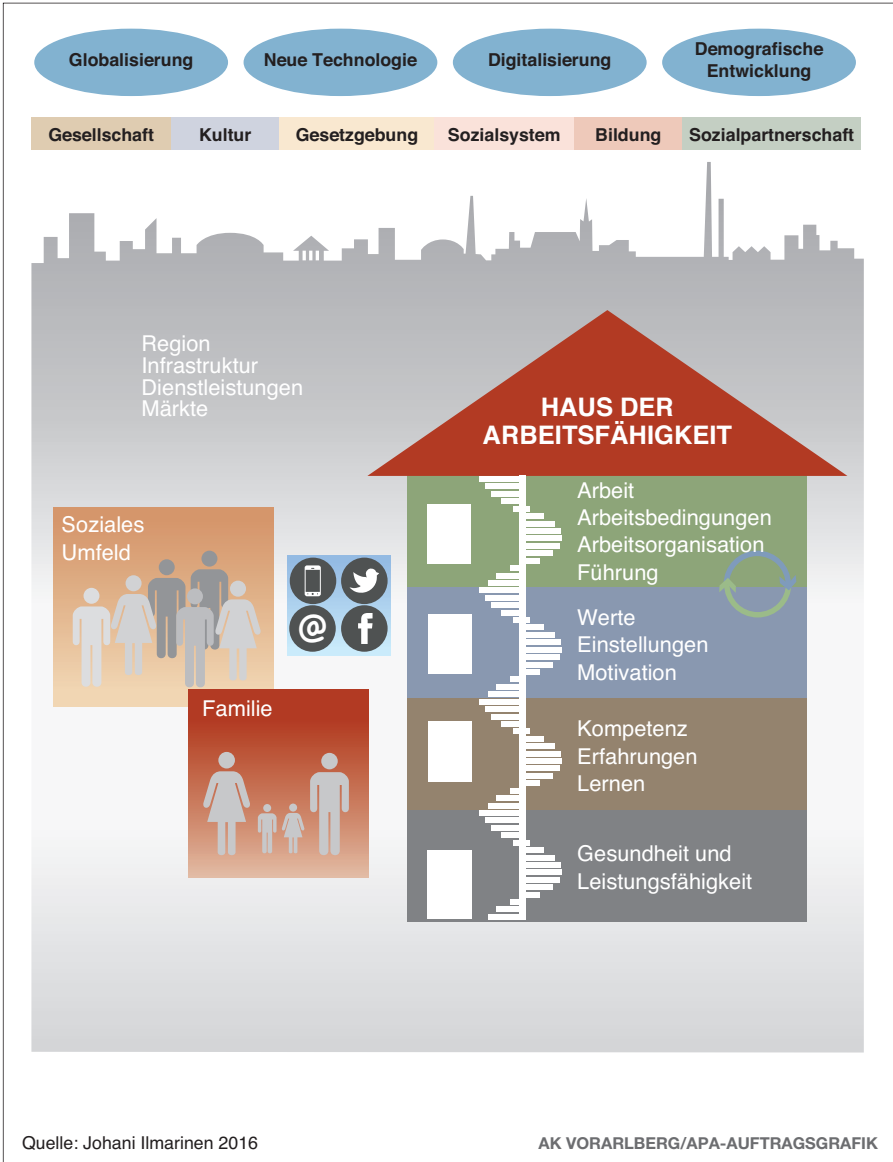 Globalisierung
Neue Technologie
Digitalisierung
Demografische
Entwicklung
Gesellschaft
Kultur
Gesetzgebung
Sozialsystem
Bildung
Sozialpartnerschaft
Region
Infrastruktur
Dienstleistungen
Märkte
HAUS DER
ARBEITSFÄHIGKEIT
Arbeit
Arbeitsbedingungen
Arbeitsorganisation
Führung
Werte
Einstellungen
Motivation
Kompetenz
Erfahrungen
Lernen
Gesundheit und
Leistungsfähigkeit
Soziales
Umfeld
@
f
Familie
Quelle: Johani Ilmarinen 2016
AK VORARLBERG/APA-AUFTRAGSGRAFIK